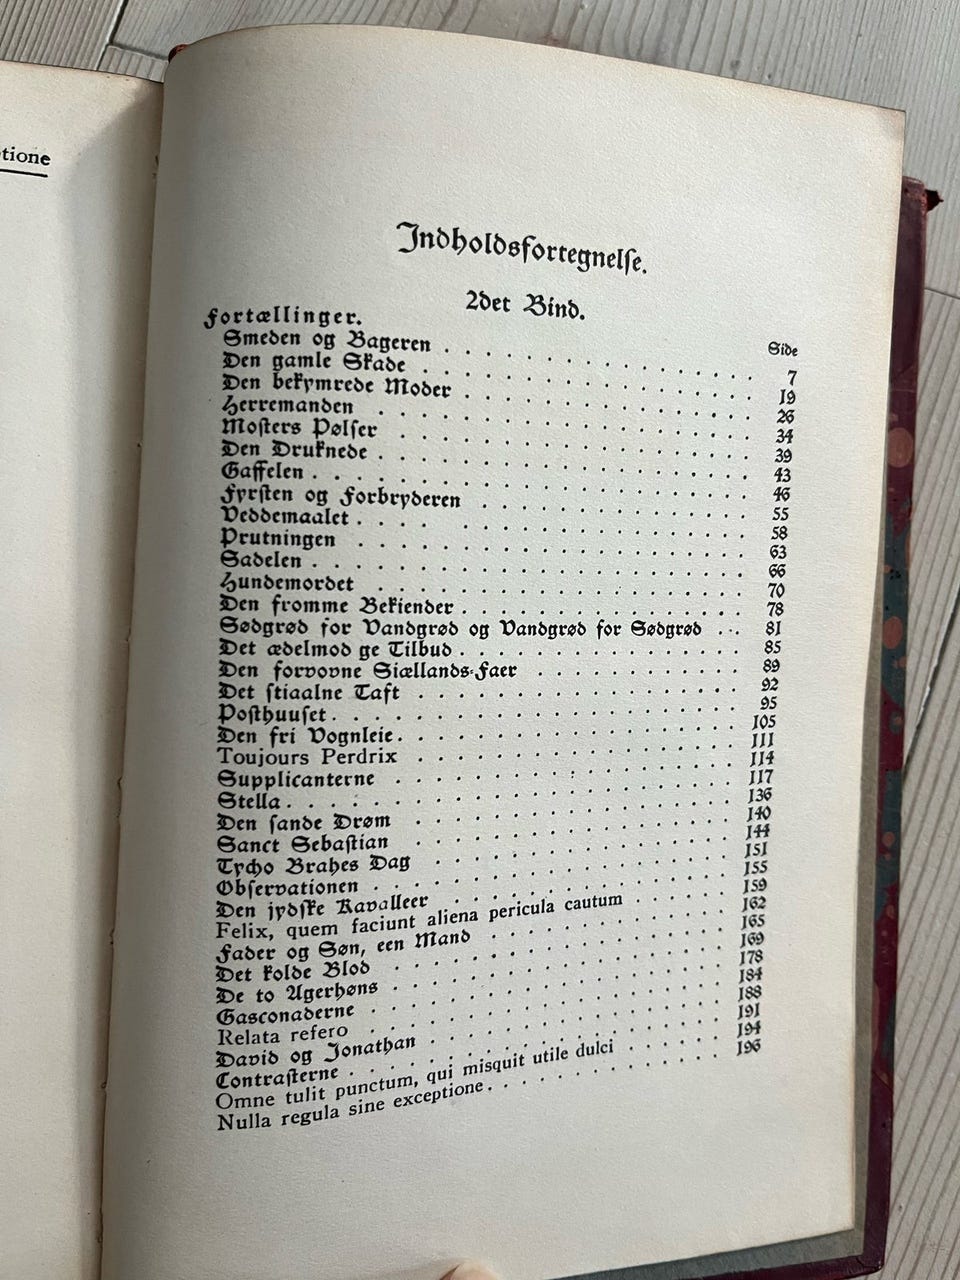 tione
Indholdsfortegnelse.
2det Bind.
Fortællinger.
Side
Smeden og Bageren . . . . . . . . . . . . . . 7
Den gamle Skade . . . . . . . . . . . . . . 19
Den bekymrede Moder . . . . . . . . . . . . . 26
Herremanden . . . . . . . . . . . . . . . . 34
Mosters Pølser . . . . . . . . . . . . . . . 39
Den Druknede . . . . . . . . . . . . . . . . 43
Gaffelen . . . . . . . . . . . . . . . . . . 46
Fyrsten og Forbryderen . . . . . . . . . . . . 55
Veddemaalet . . . . . . . . . . . . . . . . 58
Prutningen . . . . . . . . . . . . . . . . . 63
Sadelen . . . . . . . . . . . . . . . . . . 66
Hundemordet . . . . . . . . . . . . . . . . 70
Den fromme Bekiender . . . . . . . . . . . . . 78
Sødgrød for Vandgrød og Vandgrød for Sødgrød . . . 81
Det ædelmod ge Tilbud . . . . . . . . . . . . . 85
Den forvovne Siællands-Faer . . . . . . . . . . 89
Det stiaalne Taft . . . . . . . . . . . . . . 92
Posthuuset . . . . . . . . . . . . . . . . . 95
Den fri Vognleie . . . . . . . . . . . . . . . 105
Toujours Perdrix . . . . . . . . . . . . . . 111
Supplicanterne . . . . . . . . . . . . . . . 114
Stella . . . . . . . . . . . . . . . . . . . 117
Den sande Drøm . . . . . . . . . . . . . . . 136
Sanct Sebastian . . . . . . . . . . . . . . . 140
Tycho Brahes Dag . . . . . . . . . . . . . . 144
Observationen . . . . . . . . . . . . . . . 151
Den jydske Kavalleer . . . . . . . . . . . . . 155
Felix, quem faciunt aliena pericula cautum . . . . 159
Fader og Søn, een Mand . . . . . . . . . . . . 162
Det kolde Blod . . . . . . . . . . . . . . . 165
De to Agerhøns . . . . . . . . . . . . . . . 169
Gasconaderne . . . . . . . . . . . . . . . . 178
Relata refero . . . . . . . . . . . . . . . . 184
David og Jonathan . . . . . . . . . . . . . . 188
Contrasterne . . . . . . . . . . . . . . . . 191
Omne tulit punctum, qui misquit utile dulci . . . . 194
Nulla regula sine exceptione . . . . . . . . . . 196